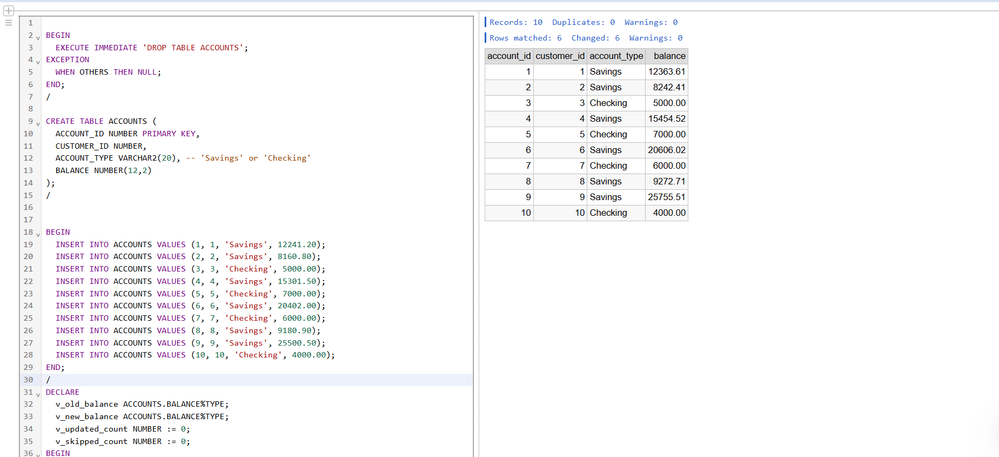 1
2 BEGIN
3   EXECUTE IMMEDIATE 'DROP TABLE ACCOUNTS';
4 EXCEPTION
5   WHEN OTHERS THEN NULL;
6 END;
7 /
8
9 CREATE TABLE ACCOUNTS (
10   ACCOUNT_ID NUMBER PRIMARY KEY,
11   CUSTOMER_ID NUMBER,
12   ACCOUNT_TYPE VARCHAR2(20), -- 'Savings' or 'Checking'
13   BALANCE NUMBER(12,2)
14 );
15 /
16
17
18 BEGIN
19   INSERT INTO ACCOUNTS VALUES (1, 1, 'Savings', 12241.20);
20   INSERT INTO ACCOUNTS VALUES (2, 2, 'Savings', 8160.80);
21   INSERT INTO ACCOUNTS VALUES (3, 3, 'Checking', 5000.00);
22   INSERT INTO ACCOUNTS VALUES (4, 4, 'Savings', 15301.50);
23   INSERT INTO ACCOUNTS VALUES (5, 5, 'Checking', 7000.00);
24   INSERT INTO ACCOUNTS VALUES (6, 6, 'Savings', 20402.00);
25   INSERT INTO ACCOUNTS VALUES (7, 7, 'Checking', 6000.00);
26   INSERT INTO ACCOUNTS VALUES (8, 8, 'Savings', 9180.90);
27   INSERT INTO ACCOUNTS VALUES (9, 9, 'Savings', 25500.50);
28   INSERT INTO ACCOUNTS VALUES (10, 10, 'Checking', 4000.00);
29 END;
30 /
31 DECLARE
32   v_old_balance ACCOUNTS.BALANCE%TYPE;
33   v_new_balance ACCOUNTS.BALANCE%TYPE;
34   v_updated_count NUMBER := 0;
35   v_skipped_count NUMBER := 0;
36 BEGIN
Records: 10  Duplicates: 0  Warnings: 0
Rows matched: 6  Changed: 6  Warnings: 0
account_id customer_id account_type balance
1 1 Savings 12363.61
2 2 Savings 8242.41
3 3 Checking 5000.00
4 4 Savings 15454.52
5 5 Checking 7000.00
6 6 Savings 20606.02
7 7 Checking 6000.00
8 8 Savings 9272.71
9 9 Savings 25755.51
10 10 Checking 4000.00